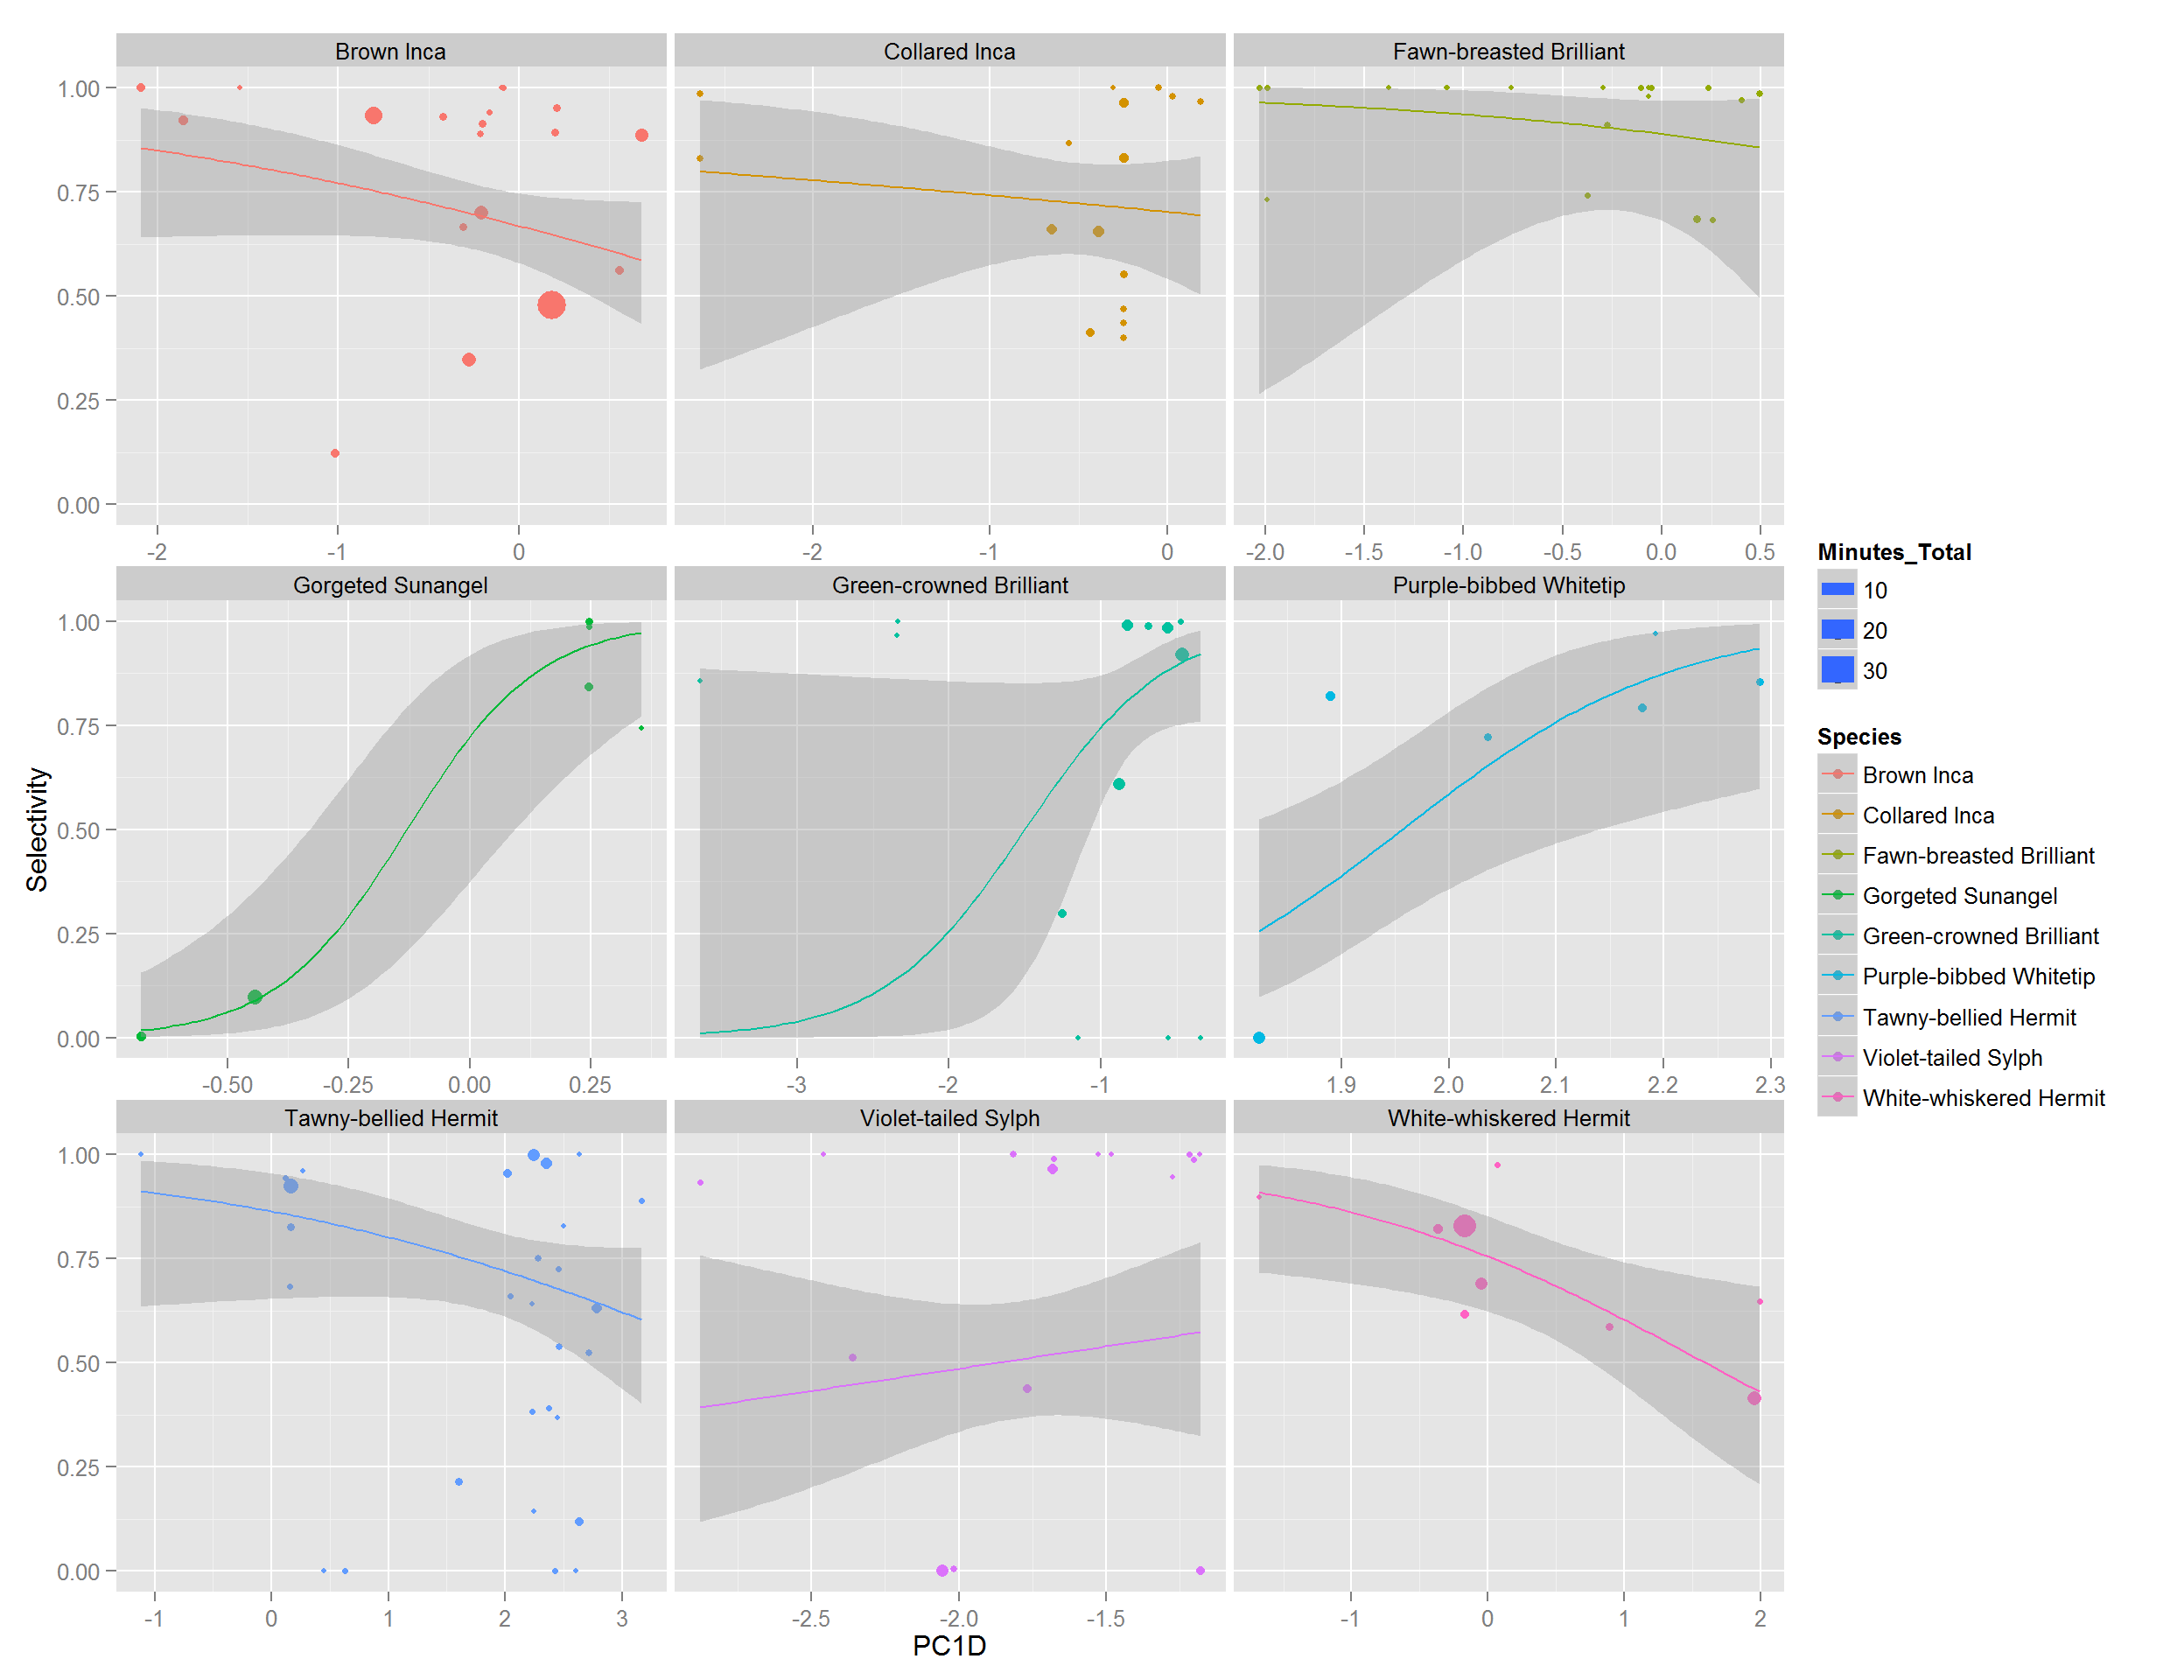 Brown Inca Collared Inca Fawn-breasted Brilliant
1.00
0.75
0.50
0.25
0.00
-2 -1 0 -2 -1 0 -2.0 -1.5 -1.0 -0.5 0.0 0.5
Gorgeted Sunangel Green-crowned Brilliant Purple-bibbed Whitetip
1.00
0.75
0.50
0.25
0.00
-0.50 -0.25 0.00 0.25 -3 -2 -1 1.9 2.0 2.1 2.2 2.3
Tawny-bellied Hermit Violet-tailed Sylph White-whiskered Hermit
1.00
0.75
0.50
0.25
0.00
-1 0 1 2 3 -2.5 -2.0 -1.5 -1 0 1 2
Selectivity
PC1D
Minutes_Total
10
20
30
Species
Brown Inca
Collared Inca
Fawn-breasted Brilliant
Gorgeted Sunangel
Green-crowned Brilliant
Purple-bibbed Whitetip
Tawny-bellied Hermit
Violet-tailed Sylph
White-whiskered Hermit